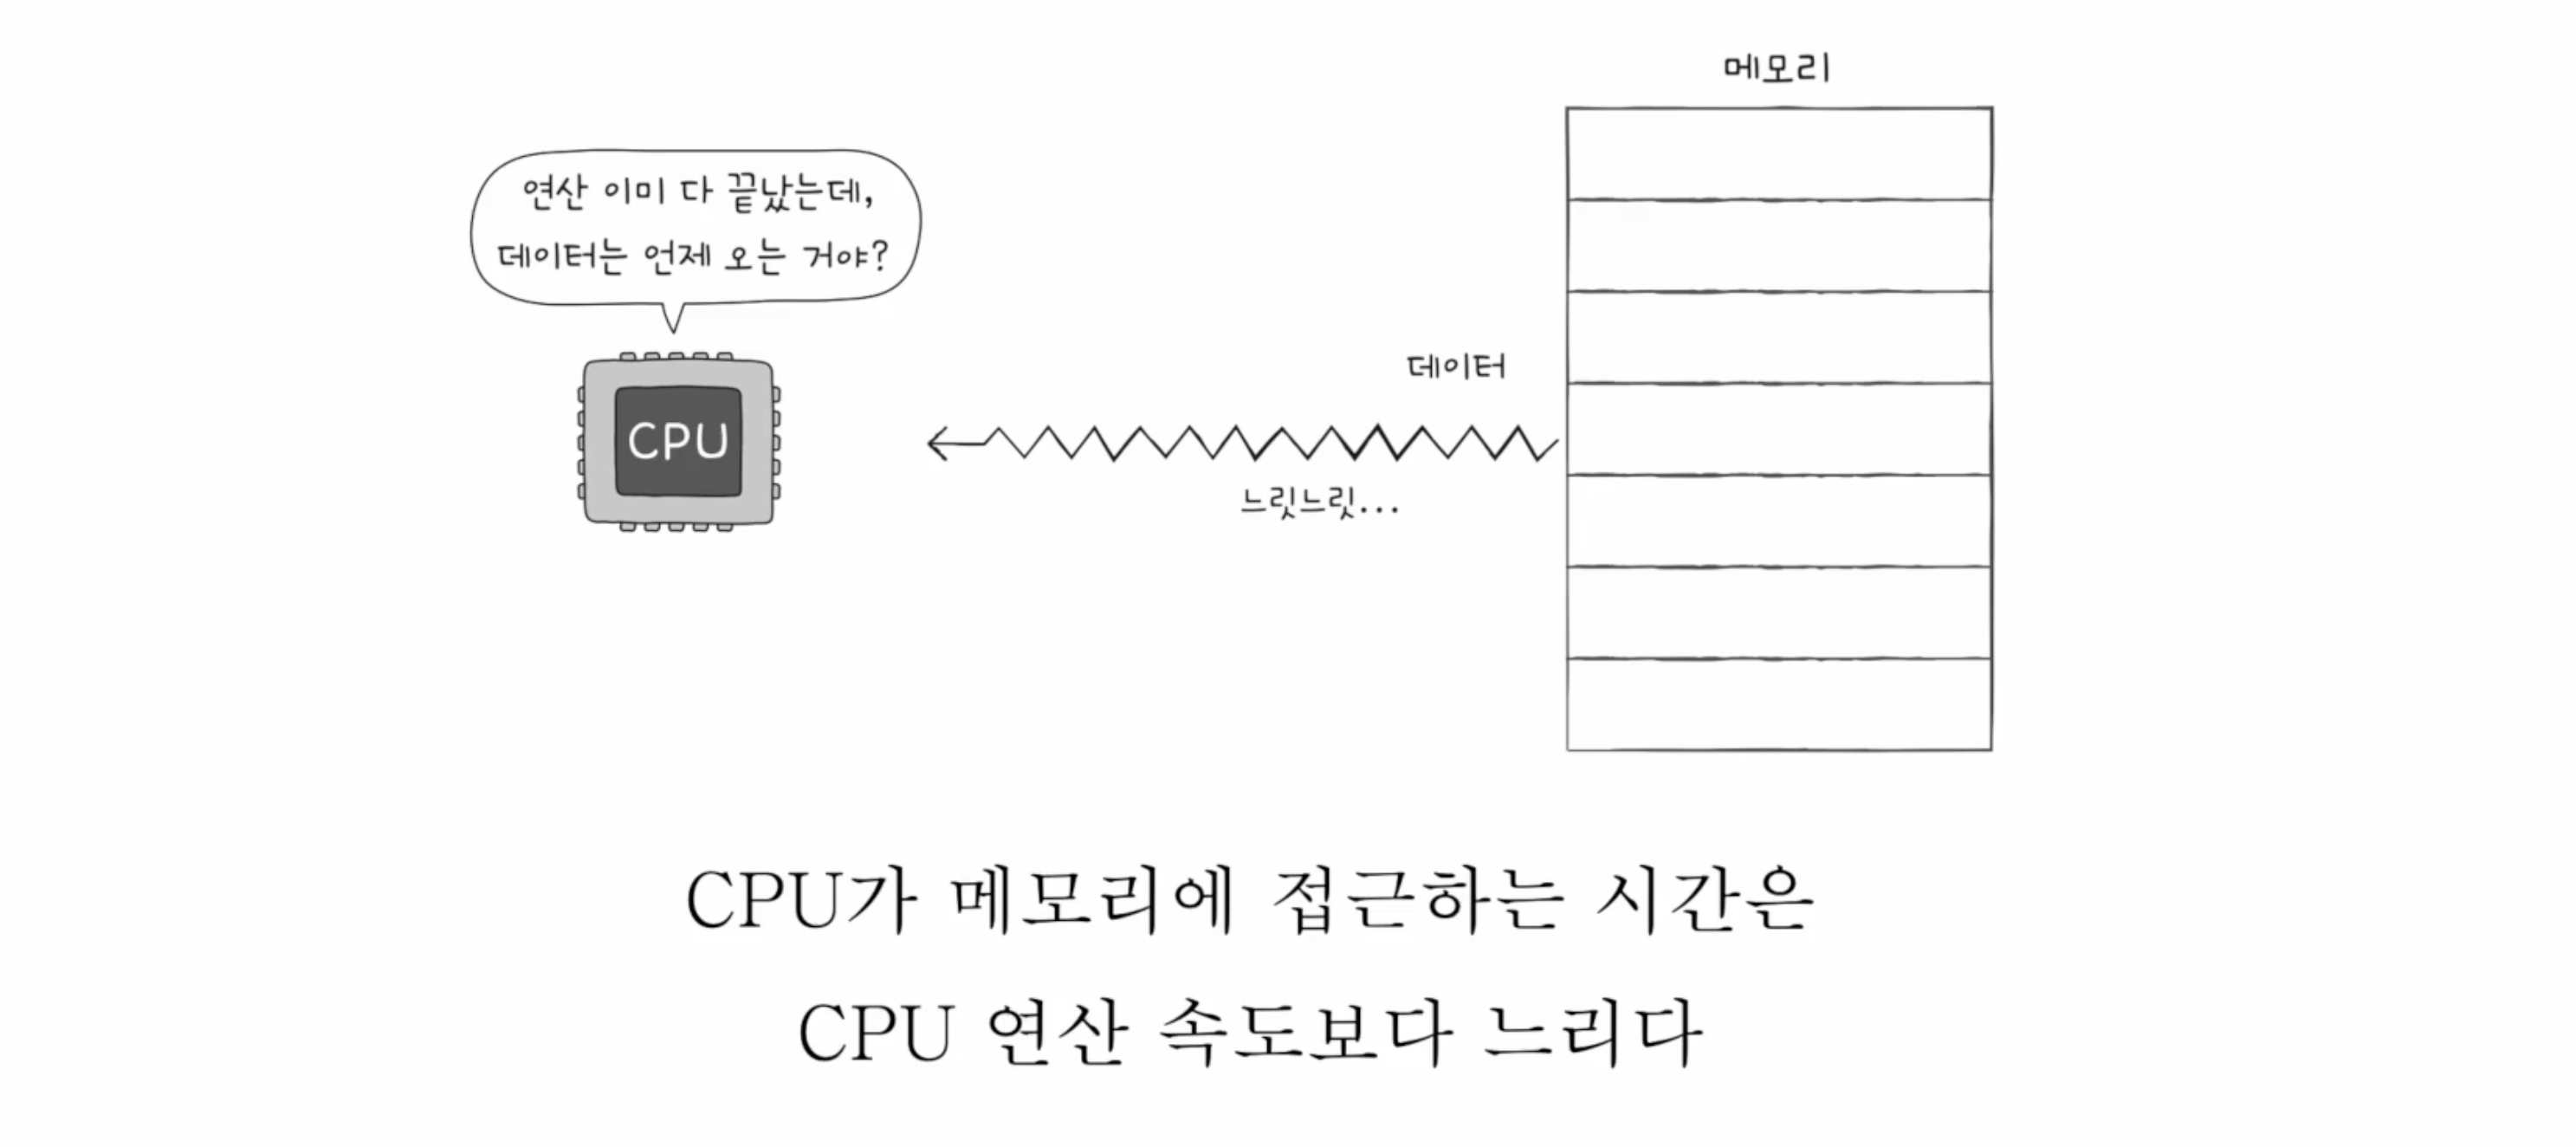 메모리
연산 이미 다 끝났는데,
데이터는 언제 오는 거야?
데이터
CPU
느릿느릿...
CPU가 메모리에 접근하는 시간은
CPU 연산 속도보다 느리다